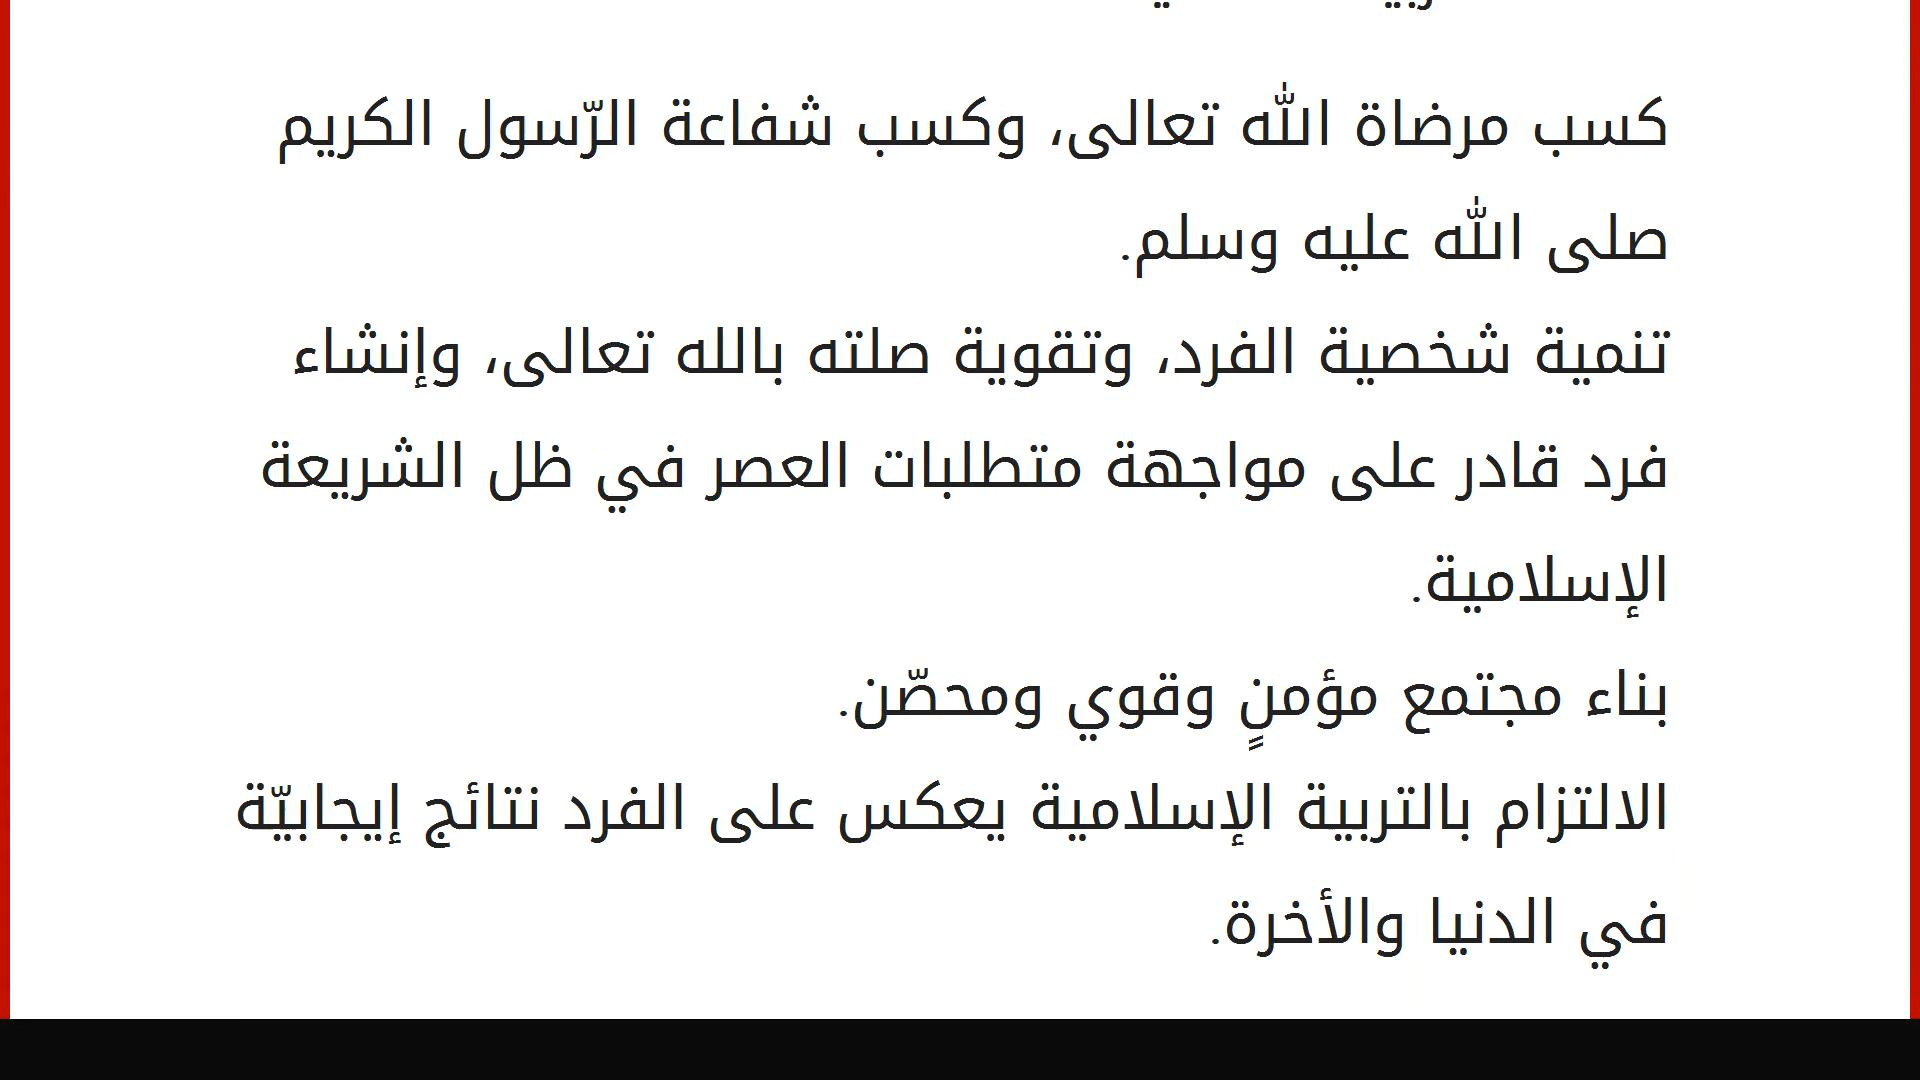 كسب مرضاة الله تعالى، وكسب شفاعة الرّسول الكريم
صلى الله عليه وسلم.
تنمية شخصية الفرد، وتقوية صلته بالله تعالى، وإنشاء
فرد قادر على مواجهة متطلبات العصر في ظل الشريعة
الإسلامية.
بناء مجتمع مؤمنٍ وقوي ومحصّن.
الالتزام بالتربية الإسلامية يعكس على الفرد نتائج إيجابيّة
في الدنيا والأخرة.